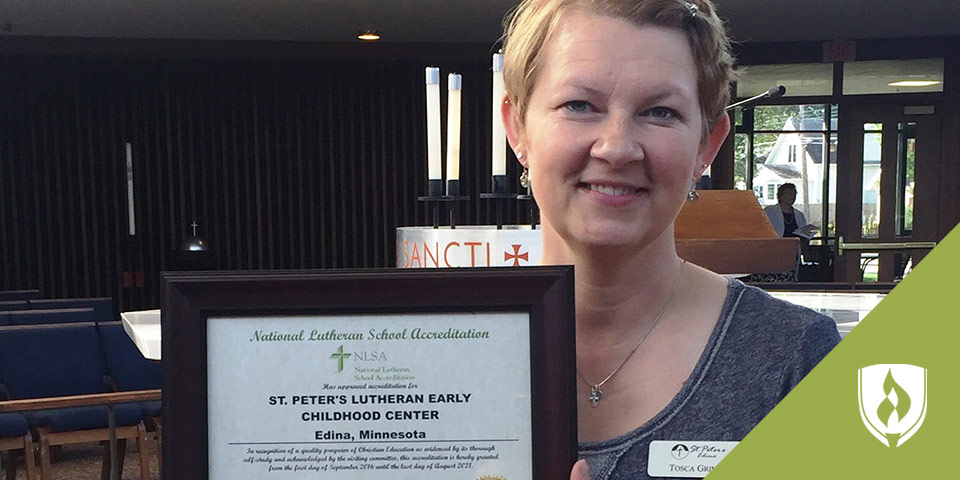 SANCTI
National Lutheran School Accreditation
NLSA
National Lutheran
School Accreditation
Has approved accreditation for
ST. PETER'S LUTHERAN EARLY
CHILDHOOD CENTER
Edina, Minnesota
In recognition of a quality program of Christian Education as evidenced by its thorough
self-study and acknowledged by the visiting committee, this accreditation is hereby granted
from the first day of September 2016 until the last day of August 2021.
St. Peter's
Edina
TOSCA